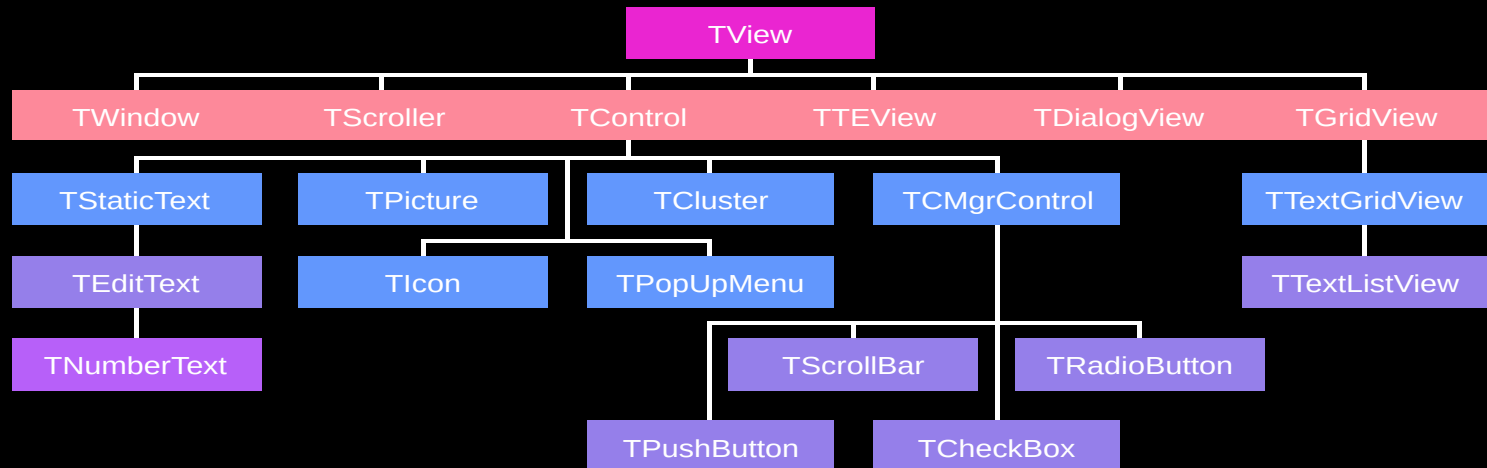 TView
TWindow TScroller TControl TTEView TDialogView TGridView
TStaticText TPicture TCluster TCMgrControl TTextGridView
TEditText TIcon TPopUpMenu TTextListView
TNumberText TScrollBar TRadioButton
TPushButton TCheckBox